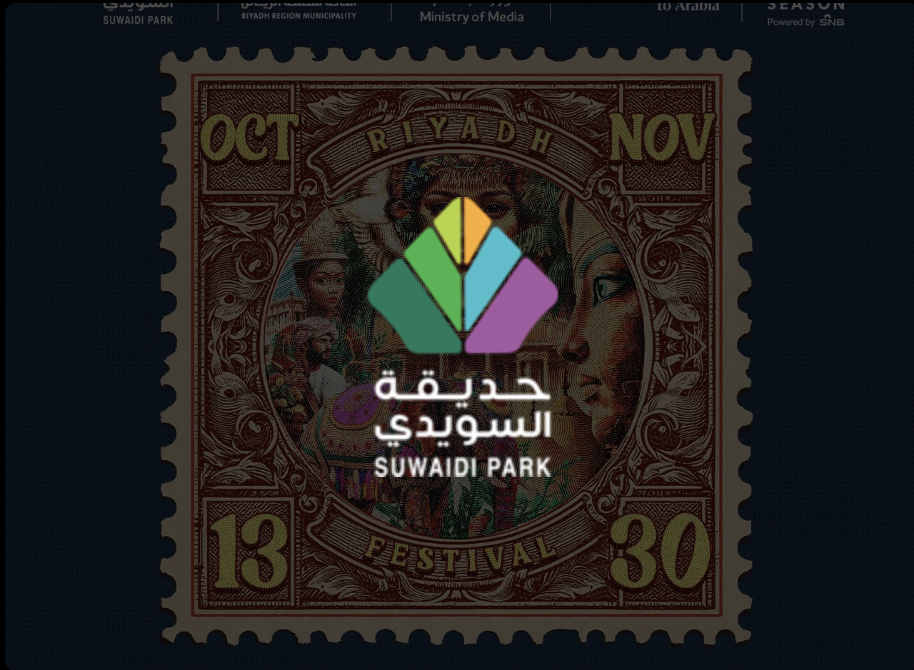 السويدي
SUWAIDI PARK
RIYADH REGION MUNICIPALITY
Ministry of Media
to Arabia
SEASON
Powered by SNB
OCT
RIYADH
NOV
حديقة
السويدي
SUWAIDI PARK
13
FESTIVAL
30